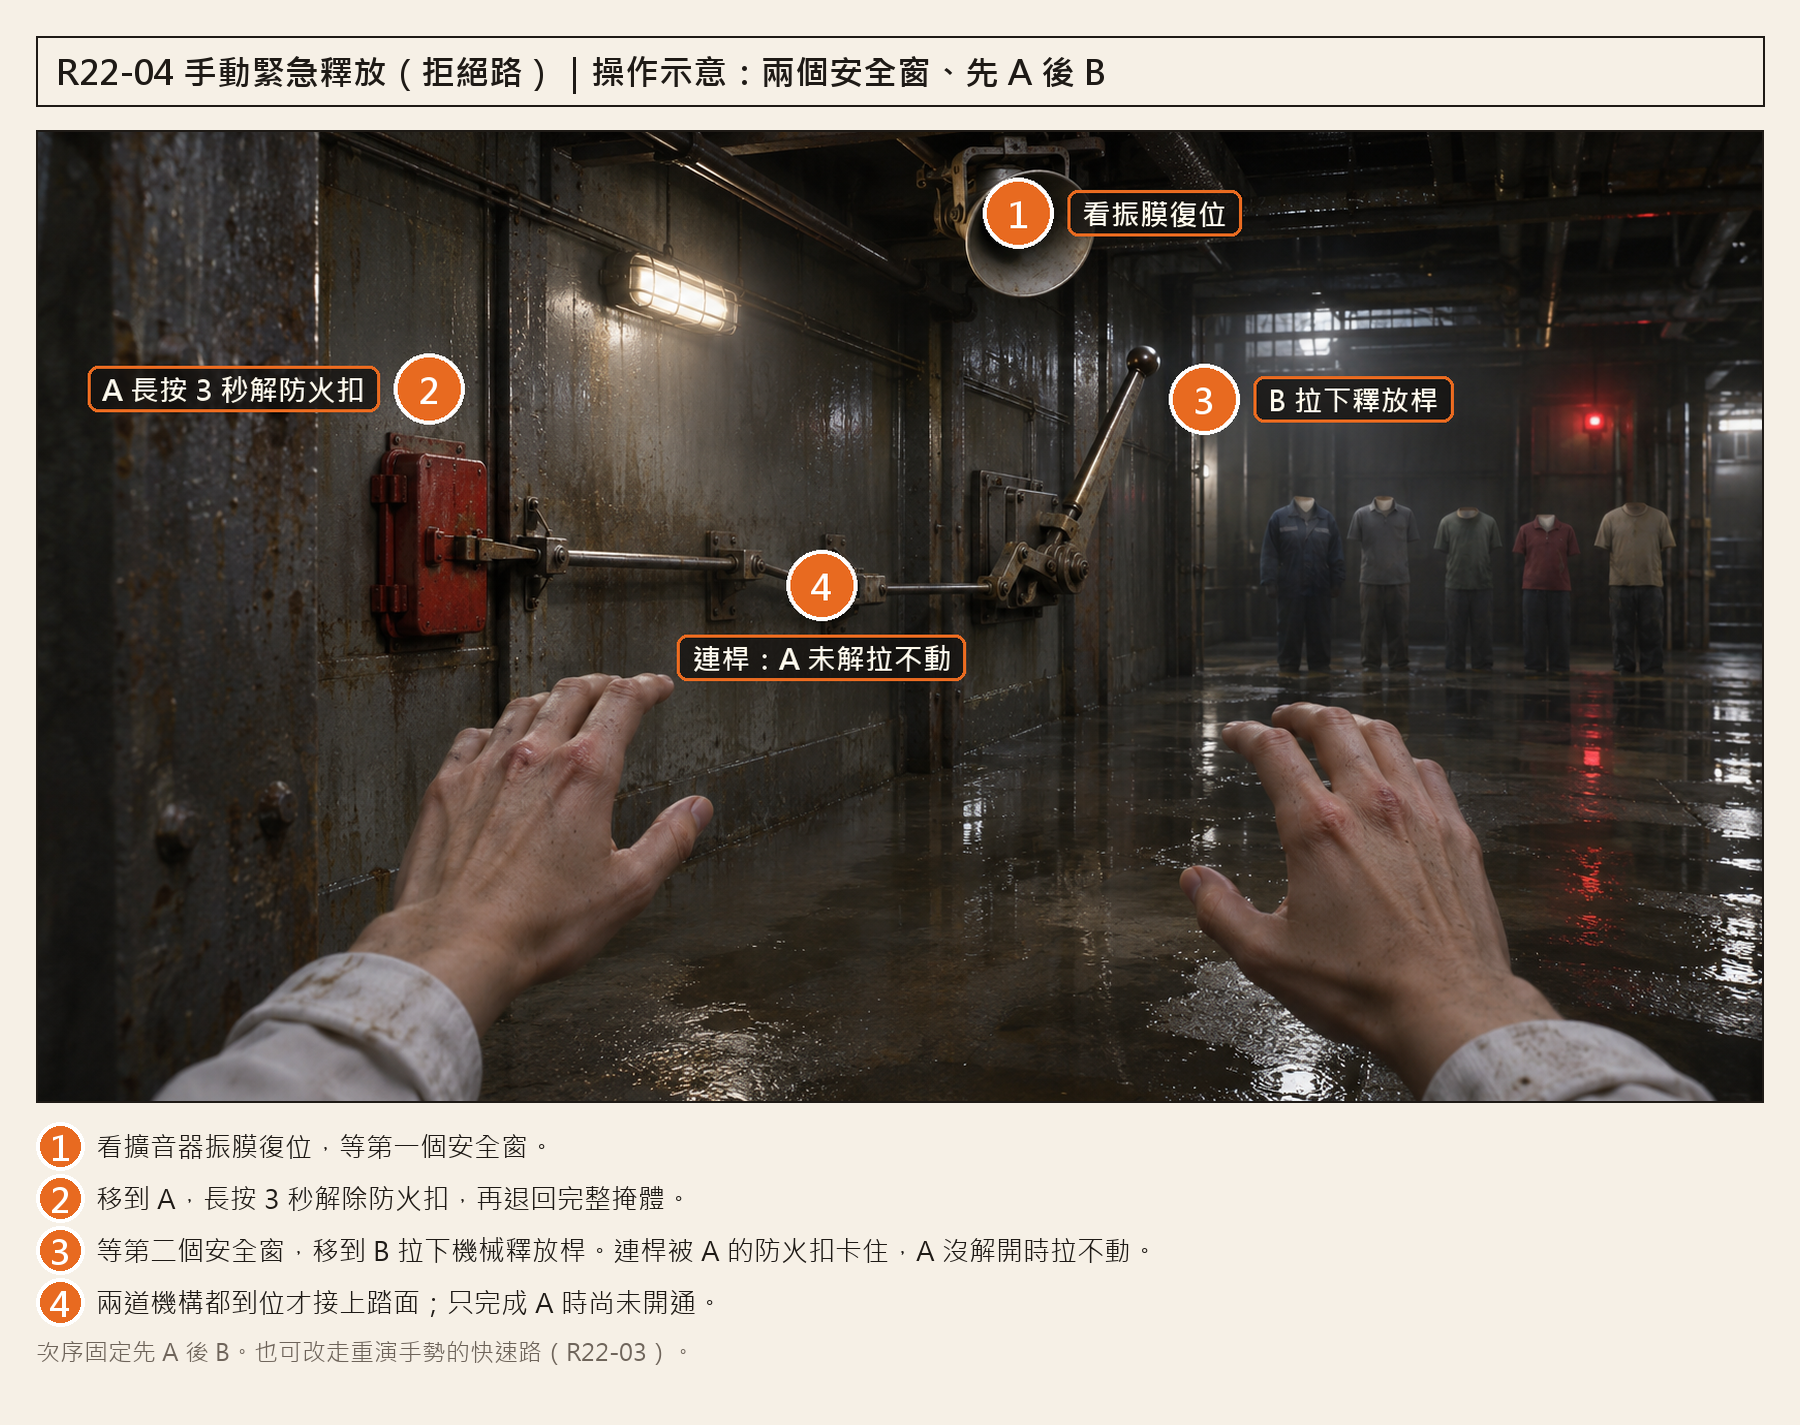 R22-04 手動緊急釋放（拒絕路）｜操作示意：兩個安全窗、先 A 後 B
1 看振膜復位
A 長按 3 秒解防火扣 2
3 B 拉下釋放桿
4
連桿：A 未解拉不動
1 看擴音器振膜復位，等第一個安全窗。
2 移到 A，長按 3 秒解除防火扣，再退回完整掩體。
3 等第二個安全窗，移到 B 拉下機械釋放桿。連桿被 A 的防火扣卡住，A 沒解開時拉不動。
4 兩道機構都到位才接上踏面；只完成 A 時尚未開通。
次序固定先 A 後 B。也可改走重演手勢的快速路（R22-03）。